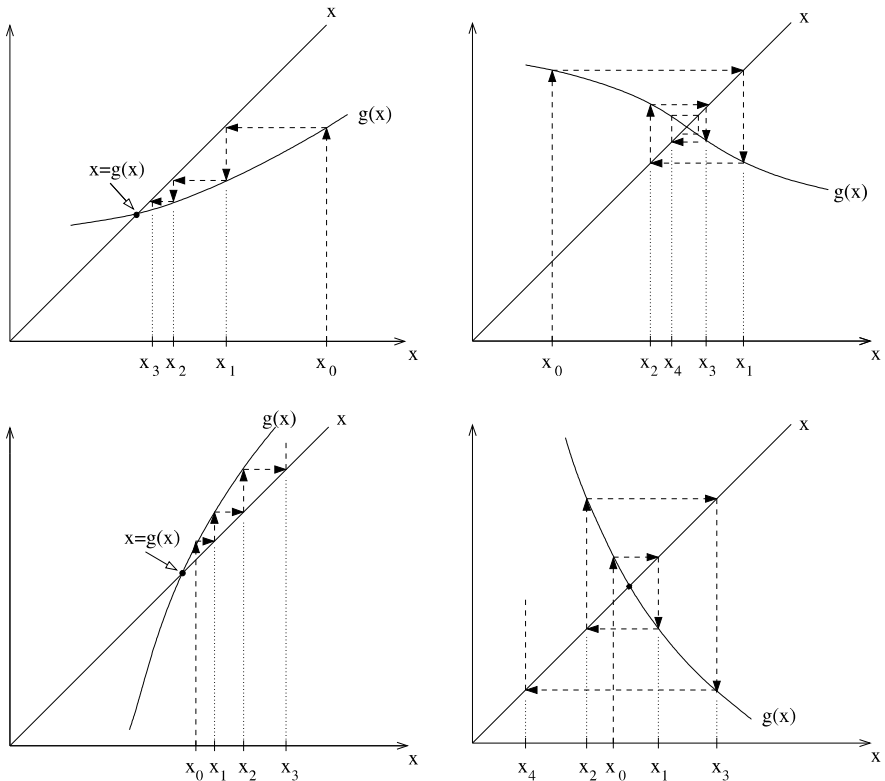 x
g(x)
x=g(x)
x
x3 x2 x1 x0
x
g(x)
x
x0 x2 x4 x3 x1
g(x)
x
x=g(x)
x
x0 x1 x2 x3
x
g(x)
x
x4 x2 x0 x1 x3